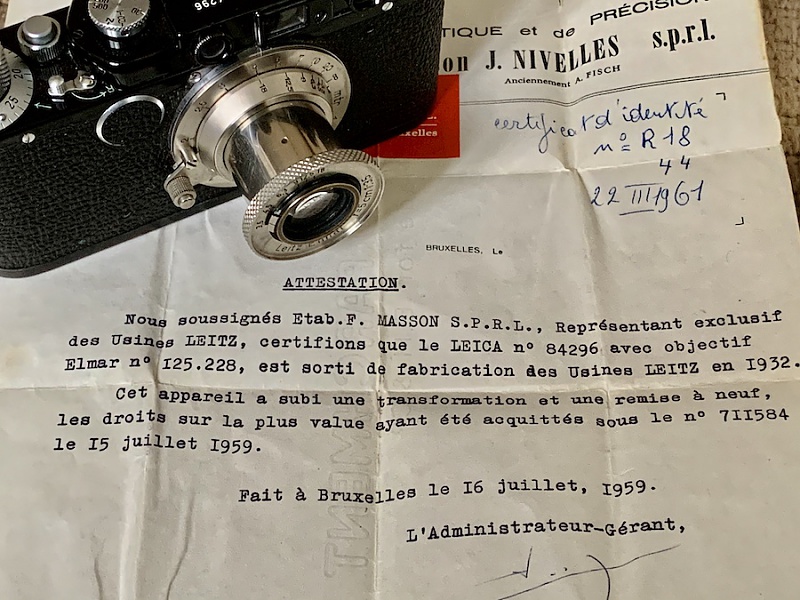 TIQUE et de PRÉCISION
on J. NIVELLES s.p.r.l.
Anciennement A. FISCH
certificat d'identité
nº R 18
44
22 III 1961
BRUXELLES, Le
ATTESTATION.
Nous soussignés Etab.F. MASSON S.P.R.L., Représentant exclusif
des Usines LEITZ, certifions que le LEICA n° 84296 avec objectif
Elmar n° I25.228, est sorti de fabrication des Usines LEITZ en I932.
Cet appareil a subi une transformation et une remise à neuf,
les droits sur la plus value ayant été acquittés sous le n° 7II584
le I5 juillet I959.
Fait à Bruxelles le I6 juillet, I959.
L'Administrateur-Gérant,
Leitz